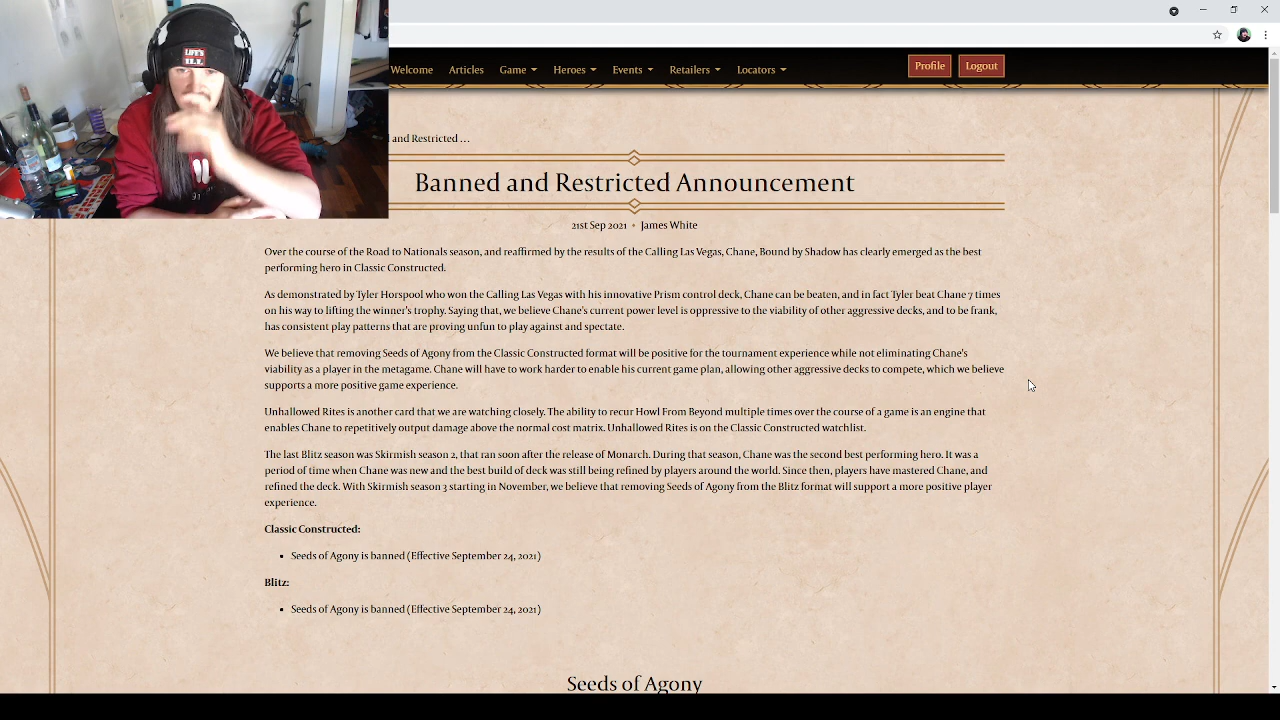 LIFE'S
ILL
91
Welcome Articles Game Heroes Events Retailers Locators Profile Logout
and Restricted …
Banned and Restricted Announcement
21st Sep 2021 • James White
Over the course of the Road to Nationals season, and reaffirmed by the results of the Calling Las Vegas, Chane, Bound by Shadow has clearly emerged as the best
performing hero in Classic Constructed.
As demonstrated by Tyler Horspool who won the Calling Las Vegas with his innovative Prism control deck, Chane can be beaten, and in fact Tyler beat Chane 7 times
on his way to lifting the winner's trophy. Saying that, we believe Chane's current power level is oppressive to the viability of other aggressive decks, and to be frank,
has consistent play patterns that are proving unfun to play against and spectate.
We believe that removing Seeds of Agony from the Classic Constructed format will be positive for the tournament experience while not eliminating Chane's
viability as a player in the metagame. Chane will have to work harder to enable his current game plan, allowing other aggressive decks to compete, which we believe
supports a more positive game experience.
Unhallowed Rites is another card that we are watching closely. The ability to recur Howl From Beyond multiple times over the course of a game is an engine that
enables Chane to repetitively output damage above the normal cost matrix. Unhallowed Rites is on the Classic Constructed watchlist.
The last Blitz season was Skirmish season 2, that ran soon after the release of Monarch. During that season, Chane was the second best performing hero. It was a
period of time when Chane was new and the best build of deck was still being refined by players around the world. Since then, players have mastered Chane, and
refined the deck. With Skirmish season 3 starting in November, we believe that removing Seeds of Agony from the Blitz format will support a more positive player
experience.
Classic Constructed:
▪ Seeds of Agony is banned (Effective September 24, 2021)
Blitz:
▪ Seeds of Agony is banned (Effective September 24, 2021)
Seeds of Agony